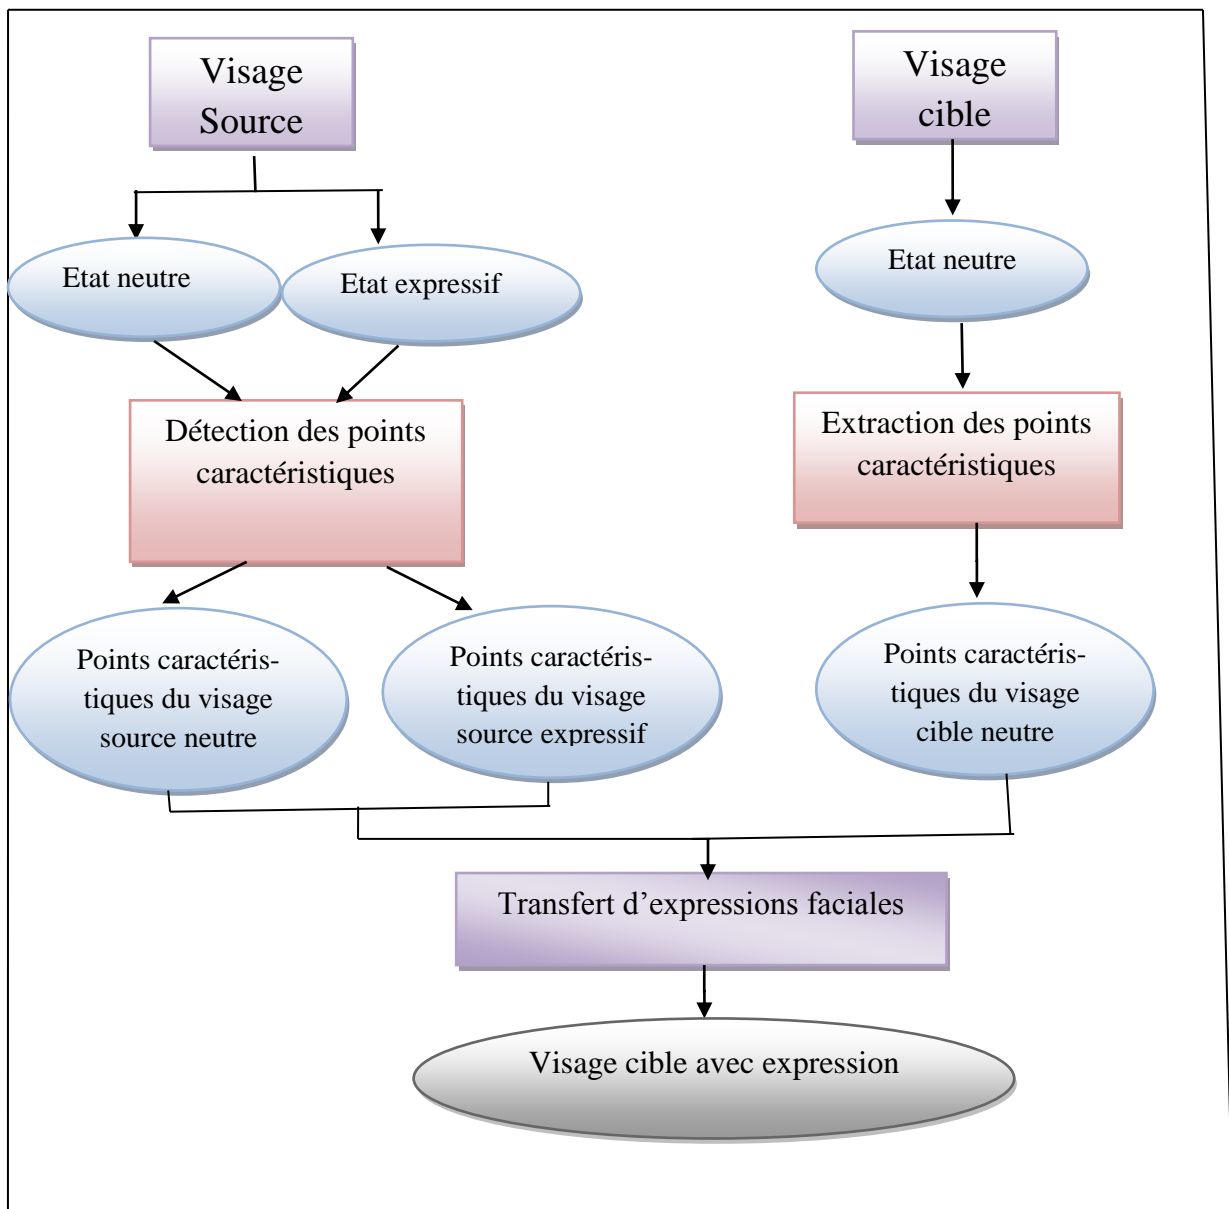 Visage
Source
Visage
cible
Etat neutre
Etat expressif
Etat neutre
Détection des points
caractéristiques
Extraction des points
caractéristiques
Points caractéris-
tiques du visage
source neutre
Points caractéris-
tiques du visage
source expressif
Points caractéris-
tiques du visage
cible neutre
Transfert d’expressions faciales
Visage cible avec expression